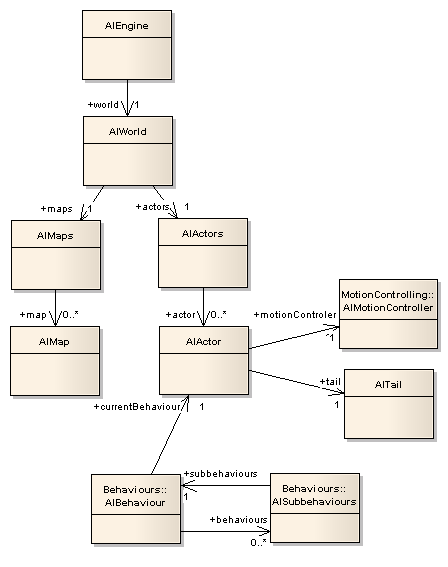 AIEngine
+world 1
AIWorld
+maps 1
+actors 1
AIMaps
AIActors
+map 0..*
+actor 0..*
+motionControler
1
MotionControlling::
AIMotionController
AIMap
AIActor
+tail
1
AITail
+currentBehaviour 1
Behaviours::
AIBehaviour
+subbehaviours
1
+behaviours
0..*
Behaviours::
AISubbehaviours